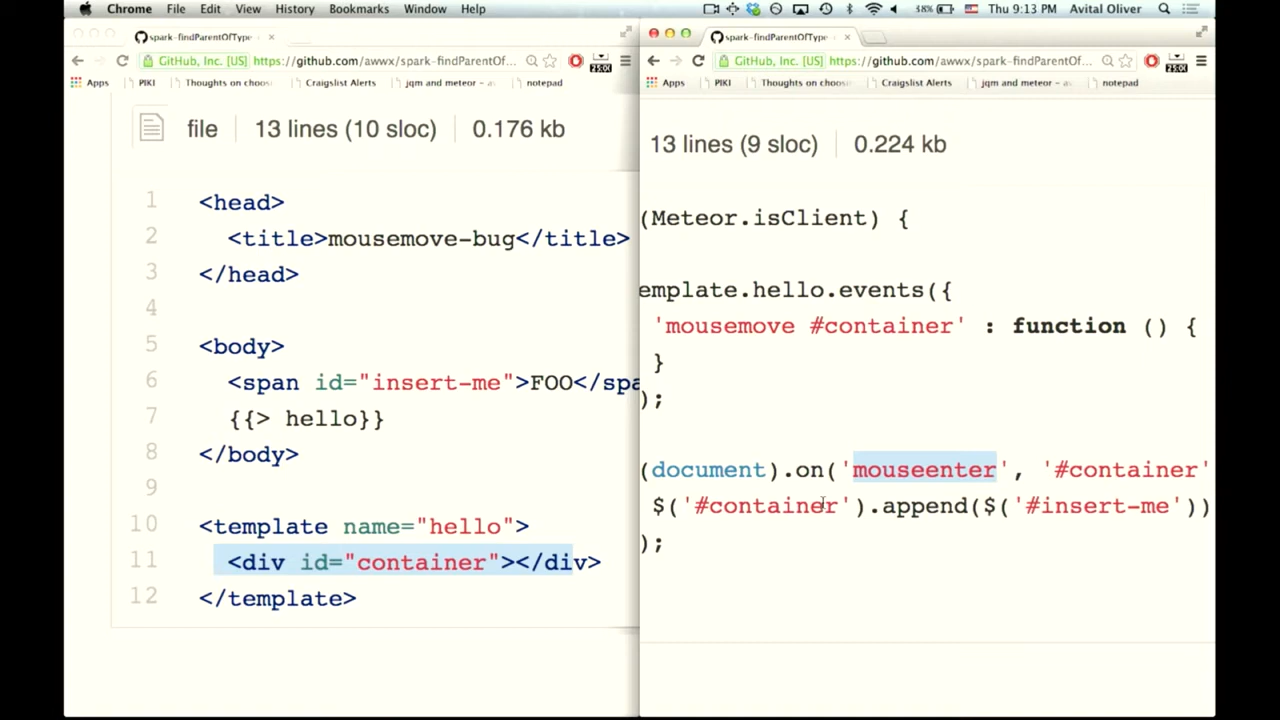 Chrome File Edit View History Bookmarks Window Help 38% Thu 9:13 PM Avital Oliver
spark-findParentOfType
GitHub, Inc. [US] https://github.com/awwx/spark-findParentOf...
Apps PIKI Thoughts on choos Craigslist Alerts jqm and meteor - notepad
file 13 lines (10 sloc) 0.176 kb
1 <head>
2 <title>mousemove-bug</title>
3 </head>
4
5 <body>
6 <span id="insert-me">FOO</spa
7 {{> hello}}
8 </body>
9
10 <template name="hello">
11 <div id="container"></div>
12 </template>
spark-findParentOfType
GitHub, Inc. [US] https://github.com/awwx/spark-findParentOf...
Apps PIKI Thoughts on choos Craigslist Alerts jqm and meteor - notepad
13 lines (9 sloc) 0.224 kb
(Meteor.isClient) {
emplate.hello.events({
'mousemove #container' : function () {
}
);
(document).on('mouseenter', '#container'
$('#container').append($('#insert-me'))
);